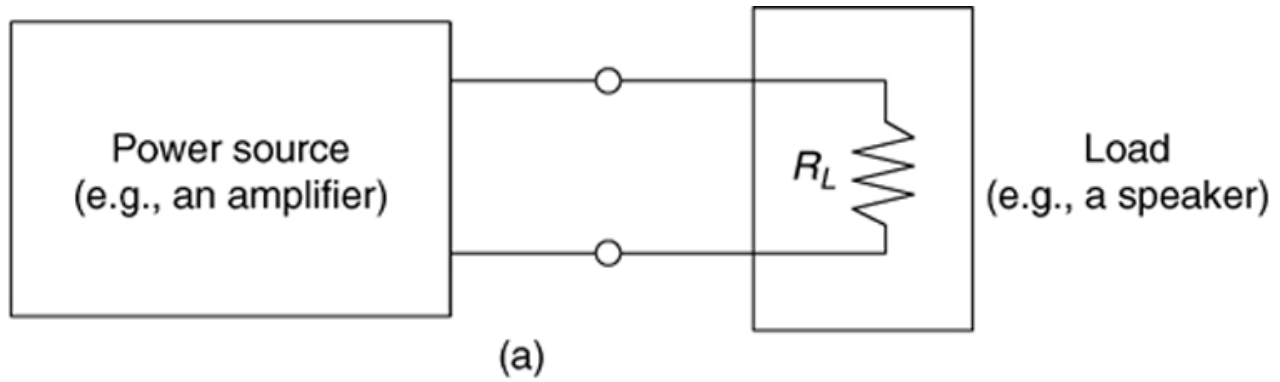 Power source
(e.g., an amplifier)
R_L
Load
(e.g., a speaker)
(a)